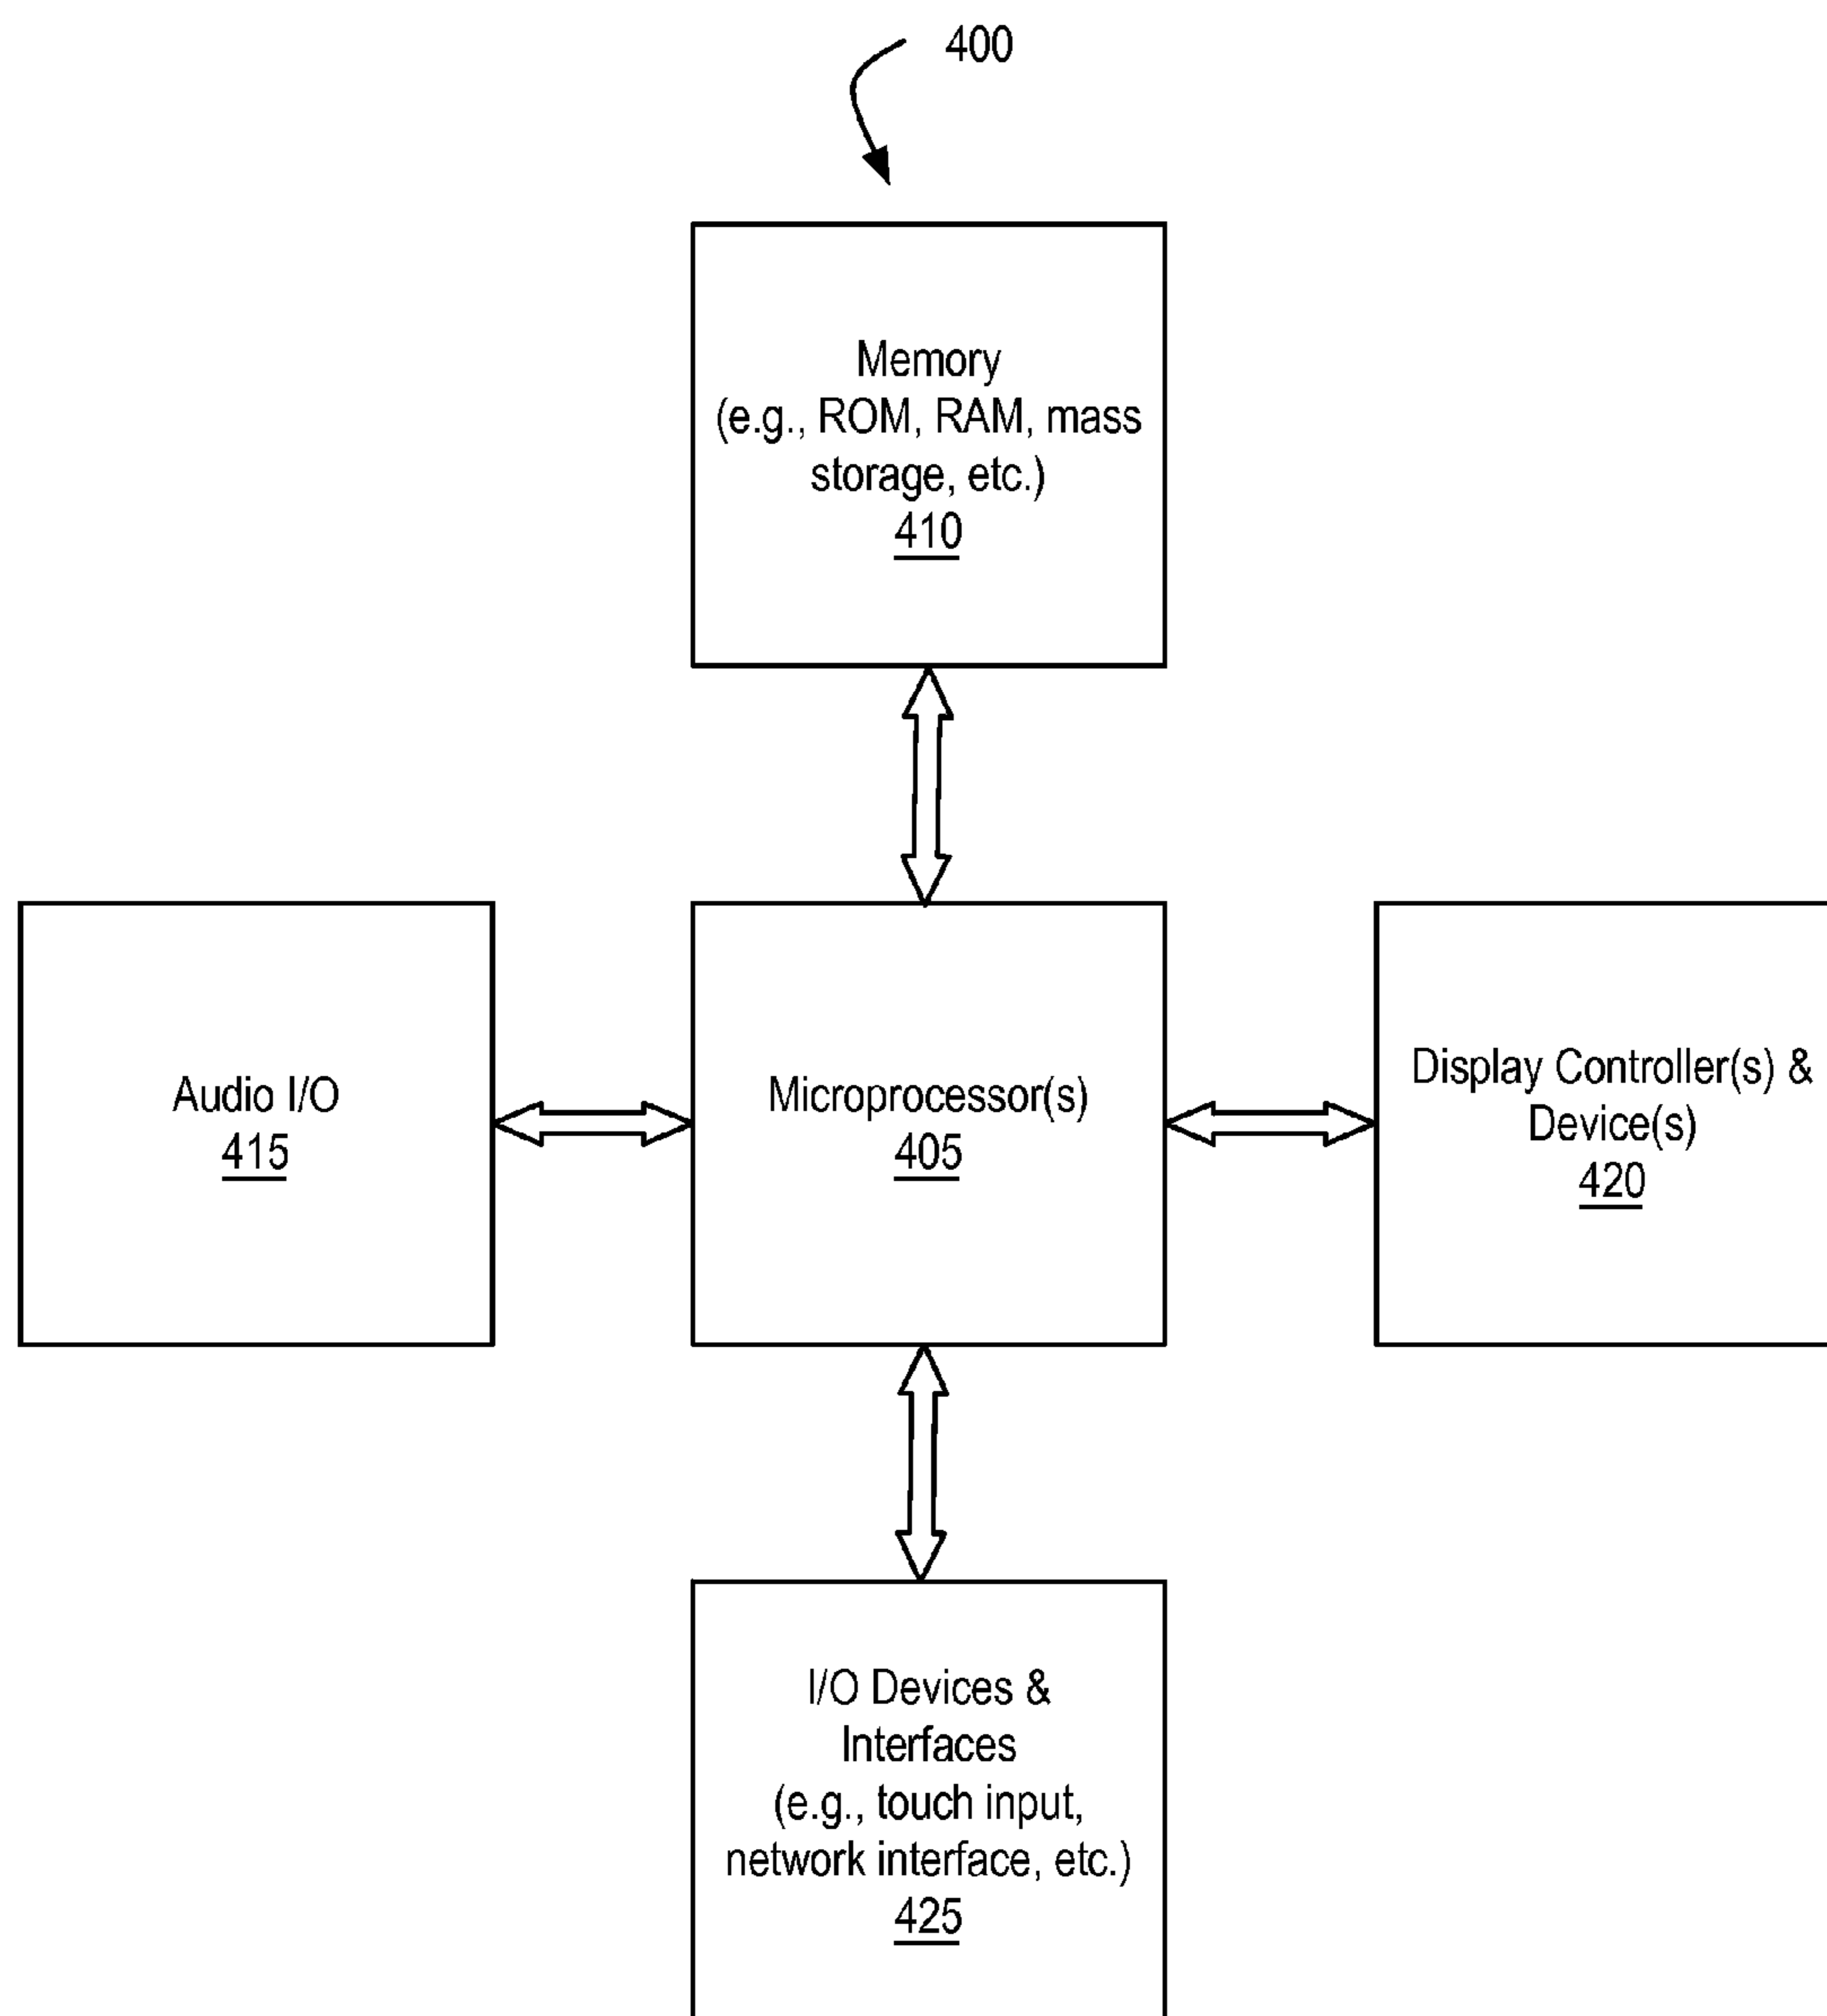 400
Memory
(e.g., ROM, RAM, mass
storage, etc.)
410
Audio I/O
415
Microprocessor(s)
405
Display Controller(s) &
Device(s)
420
I/O Devices &
Interfaces
(e.g., touch input,
network interface, etc.)
425